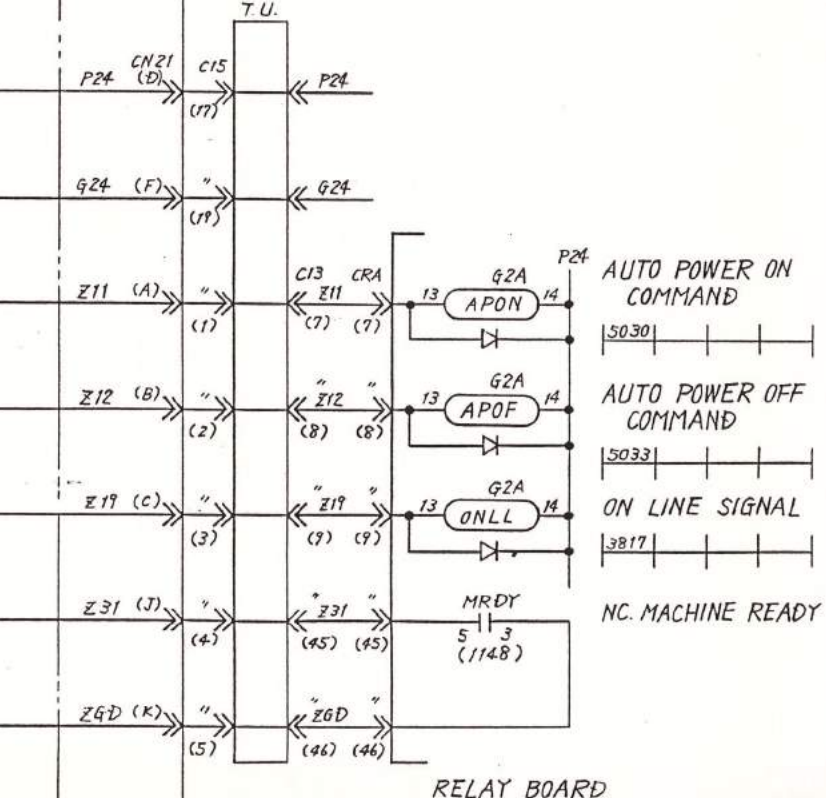 T.U.
P24 CN21 (D) C15 (17) P24
G24 (F) " (19) G24
P24
C13 CRA G2A
Z11 (A) " (1) Z11 (7) (7) 13 APON 14
AUTO POWER ON
COMMAND
5030
" " G2A
Z12 (B) " (2) Z12 (8) (8) 13 APOF 14
AUTO POWER OFF
COMMAND
5033
" " G2A
Z19 (C) " (3) Z19 (9) (9) 13 ONLL 14
ON LINE SIGNAL
3817
Z31 (J) " (4) " Z31 " (45) (45) MRDY 5 3 (1148)
NC. MACHINE READY
ZGD (K) " (5) " ZGD " (46) (46)
RELAY BOARD